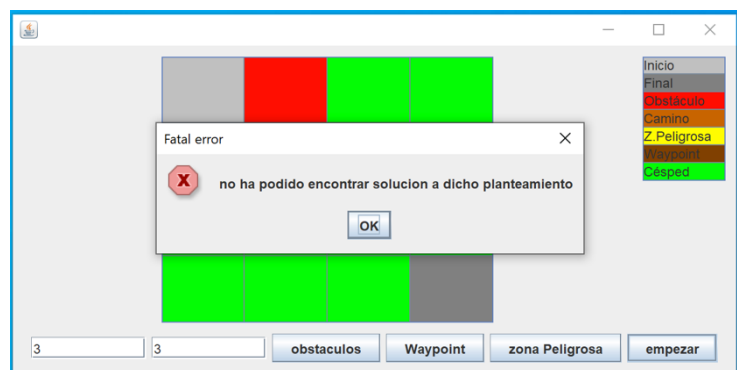 Inicio
Final
Obstáculo
Camino
Z.Peligrosa
Waypoint
Césped
Fatal error
no ha podido encontrar solucion a dicho planteamiento
OK
3 3 obstaculos Waypoint zona Peligrosa empezar